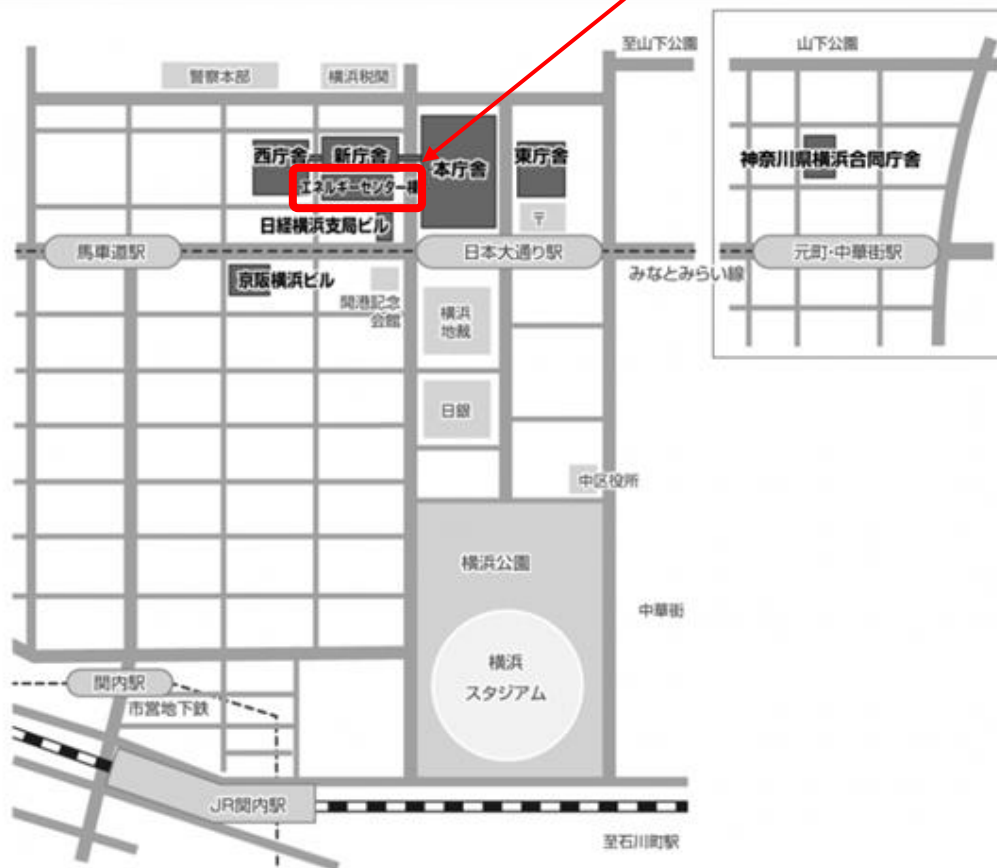 至山下公園
山下公園
警察本部
横浜税関
西庁舎
新庁舎
本庁舎
東庁舎
神奈川県横浜合同庁舎
エネルギーセンター棟
〒
日経横浜支局ビル
馬車道駅
日本大通り駅
元町・中華街駅
みなとみらい線
京阪横浜ビル
開港記念
会館
横浜
地裁
日銀
中区役所
横浜公園
中華街
横浜
スタジアム
関内駅
市営地下鉄
JR関内駅
至石川町駅